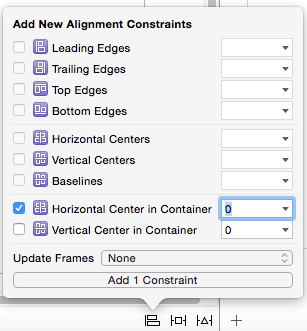 Add New Alignment Constraints
Leading Edges
Trailing Edges
Top Edges
Bottom Edges
Horizontal Centers
Vertical Centers
Baselines
Horizontal Center in Container 0
Vertical Center in Container 0
Update Frames None
Add 1 Constraint